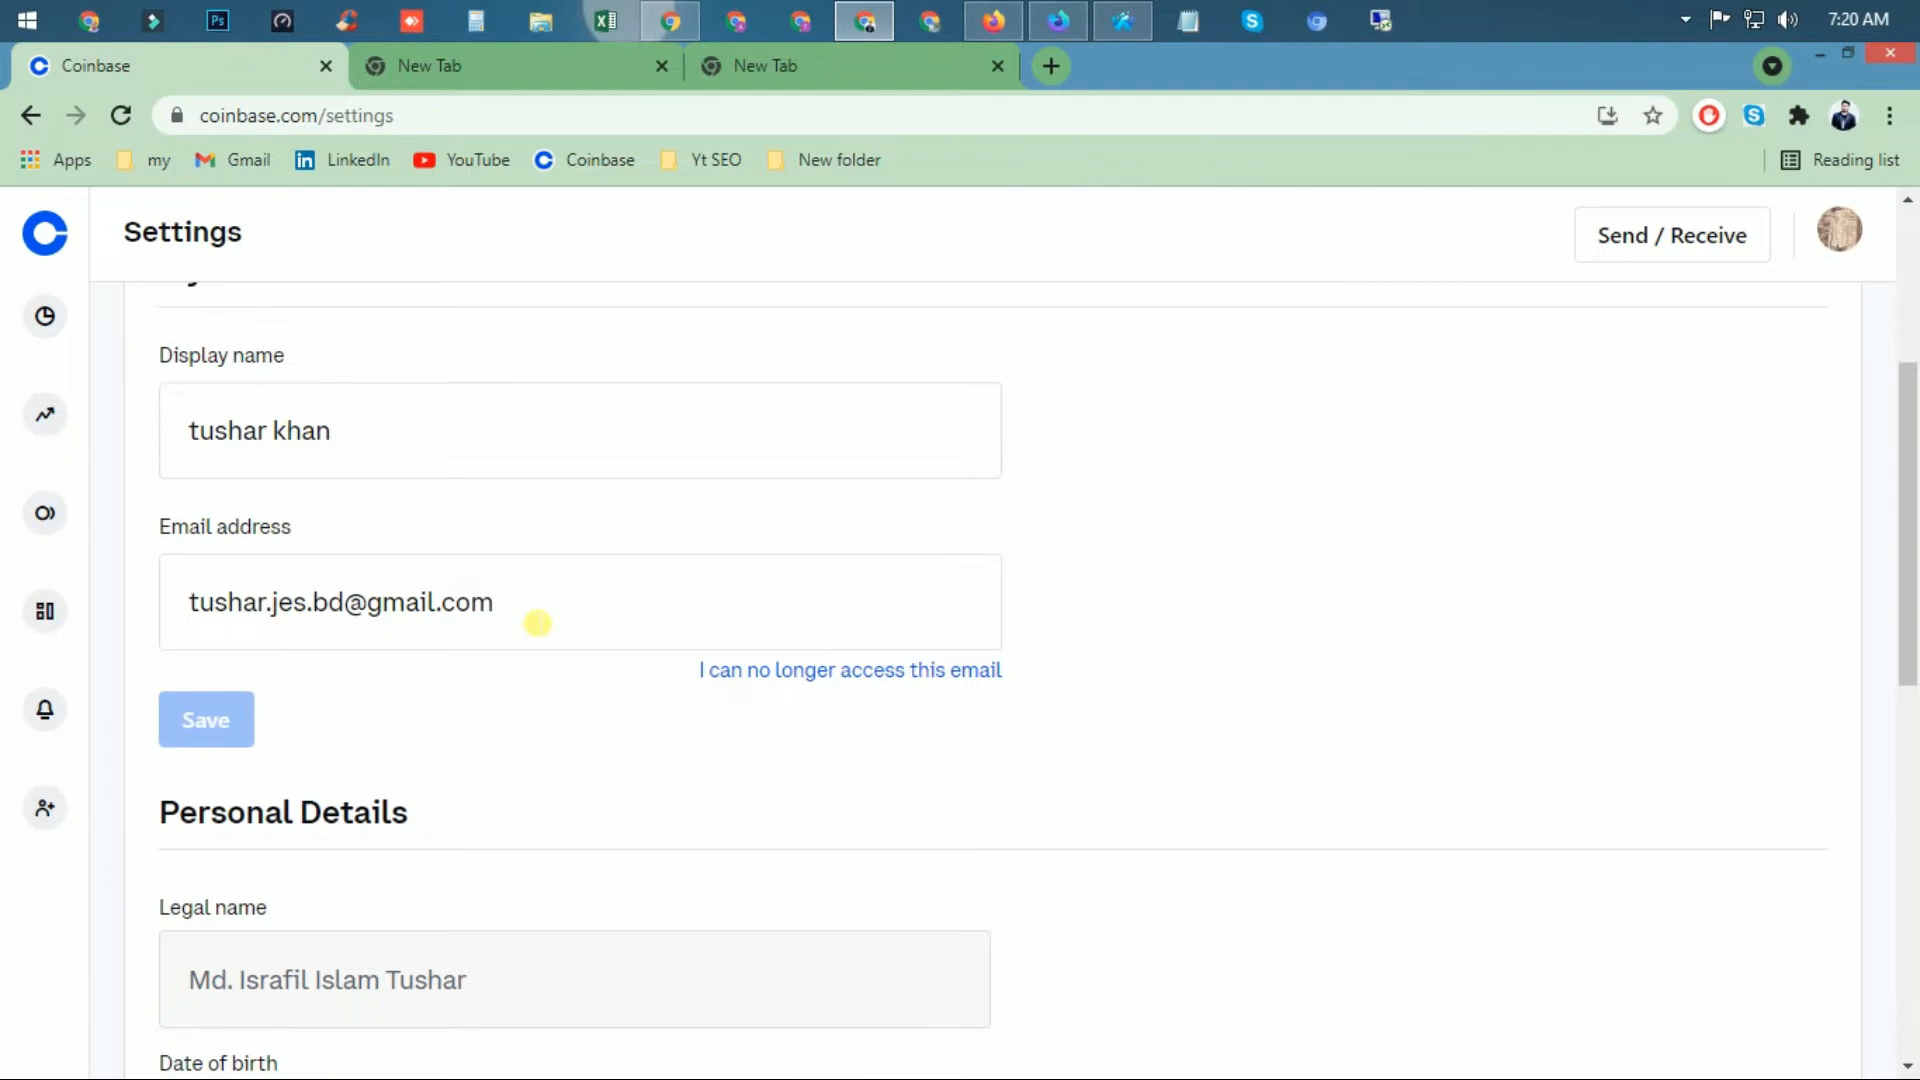 Ps
7:20 AM
Coinbase
New Tab
New Tab
coinbase.com/settings
Apps
my
Gmail
LinkedIn
YouTube
Coinbase
Yt SEO
New folder
Reading list
Settings
Send / Receive
Display name
tushar khan
Email address
tushar.jes.bd@gmail.com
I can no longer access this email
Save
Personal Details
Legal name
Md. Israfil Islam Tushar
Date of birth